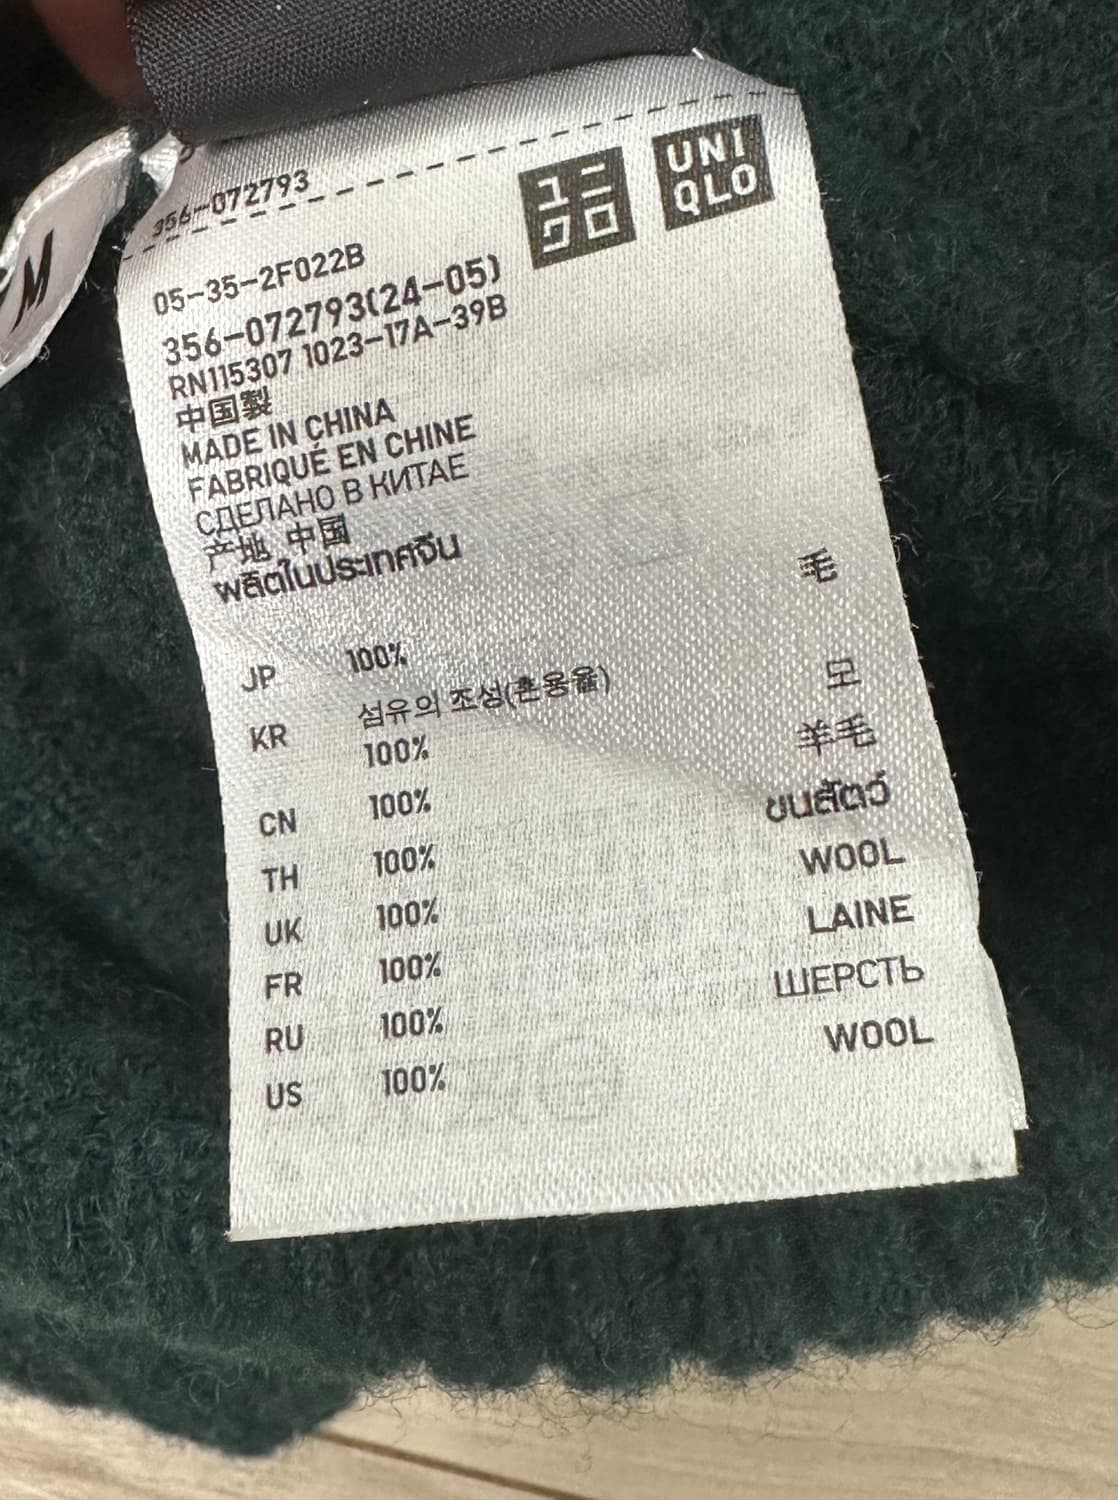 M
356-072793
ユニ
クロ
UNI
QLO
05-35-2F022B
356-072793(24-05)
RN115307 1023-17A-39B
中国製
MADE IN CHINA
FABRIQUÉ EN CHINE
СДЕЛАНО В КИТАЕ
产地 中国
ผลิตในประเทศจีน
JP 100% 毛
KR 섬유의 조성(혼용율)
100% 모
CN 100% 羊毛
TH 100% ขนสัตว์
UK 100% WOOL
FR 100% LAINE
RU 100% ШЕРСТЬ
US 100% WOOL